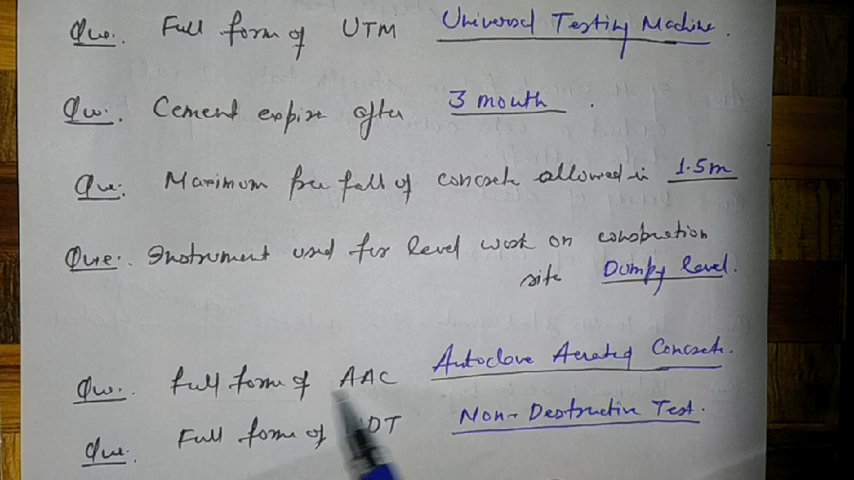 Que. Full form of UTM Universal Testing Machine.
Que. Cement expire after 3 month.
Que. Maximum free fall of concrete allowed is 1.5m
Que. Instrument used for level work on construction
site Dumpy level.
Que. Full form of AAC Autoclave Aerated Concrete.
Que. Full form of DT Non-Destructive Test.